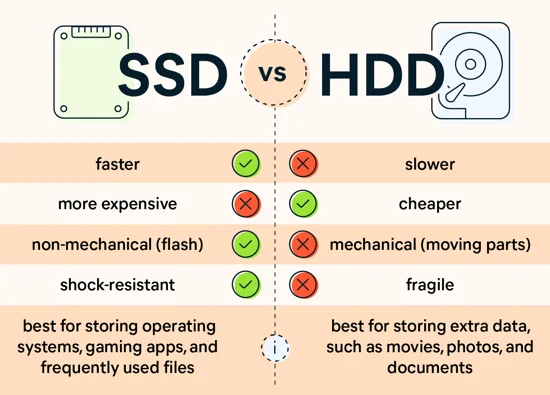 SSD vs HDD
faster slower
more expensive cheaper
non-mechanical (flash) mechanical (moving parts)
shock-resistant fragile
best for storing operating
systems, gaming apps, and
frequently used files
i
best for storing extra data,
such as movies, photos, and
documents